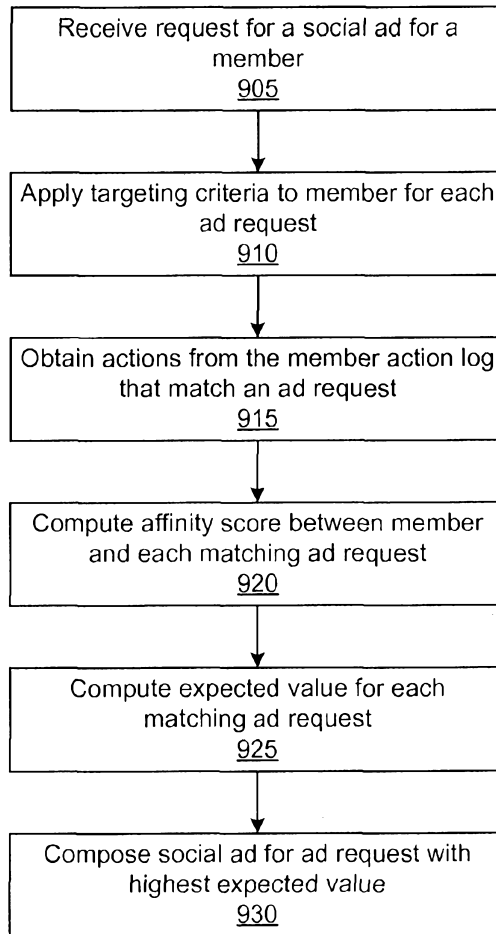 Receive request for a social ad for a
member
905
Apply targeting criteria to member for each
ad request
910
Obtain actions from the member action log
that match an ad request
915
Compute affinity score between member
and each matching ad request
920
Compute expected value for each
matching ad request
925
Compose social ad for ad request with
highest expected value
930